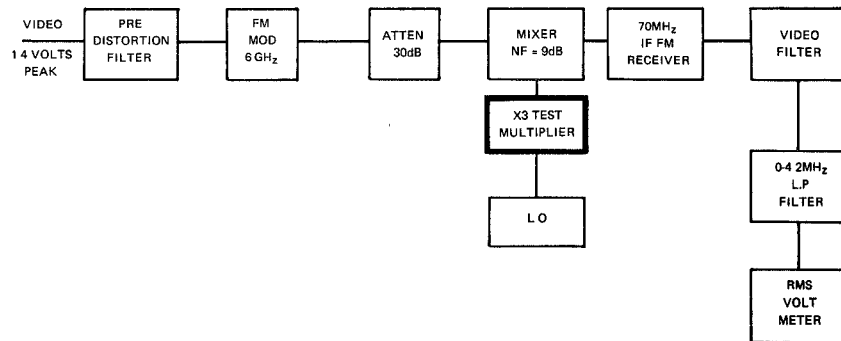 VIDEO
1 4 VOLTS
PEAK
PRE
DISTORTION
FILTER
FM
MOD
6 GHz
ATTEN
30dB
MIXER
NF = 9dB
70MHz
IF FM
RECEIVER
VIDEO
FILTER
X3 TEST
MULTIPLIER
L O
0-4 2MHz
L.P
FILTER
RMS
VOLT
METER